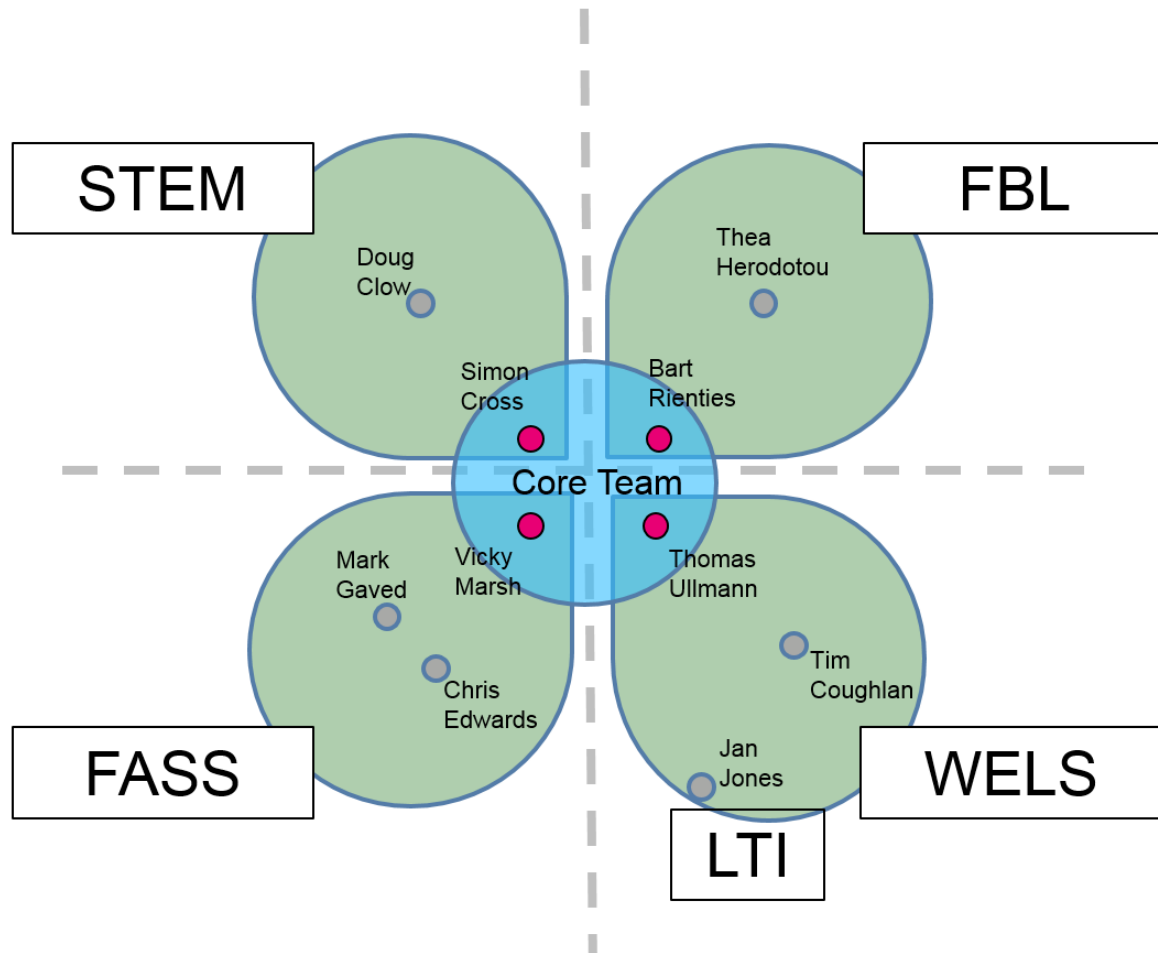 STEM
FBL
Doug
Clow
Thea
Herodotou
Simon
Cross
Bart
Rienties
Core Team
Mark
Gaved
Vicky
Marsh
Thomas
Ullmann
Chris
Edwards
Tim
Coughlan
Jan
Jones
FASS
WELS
LTI